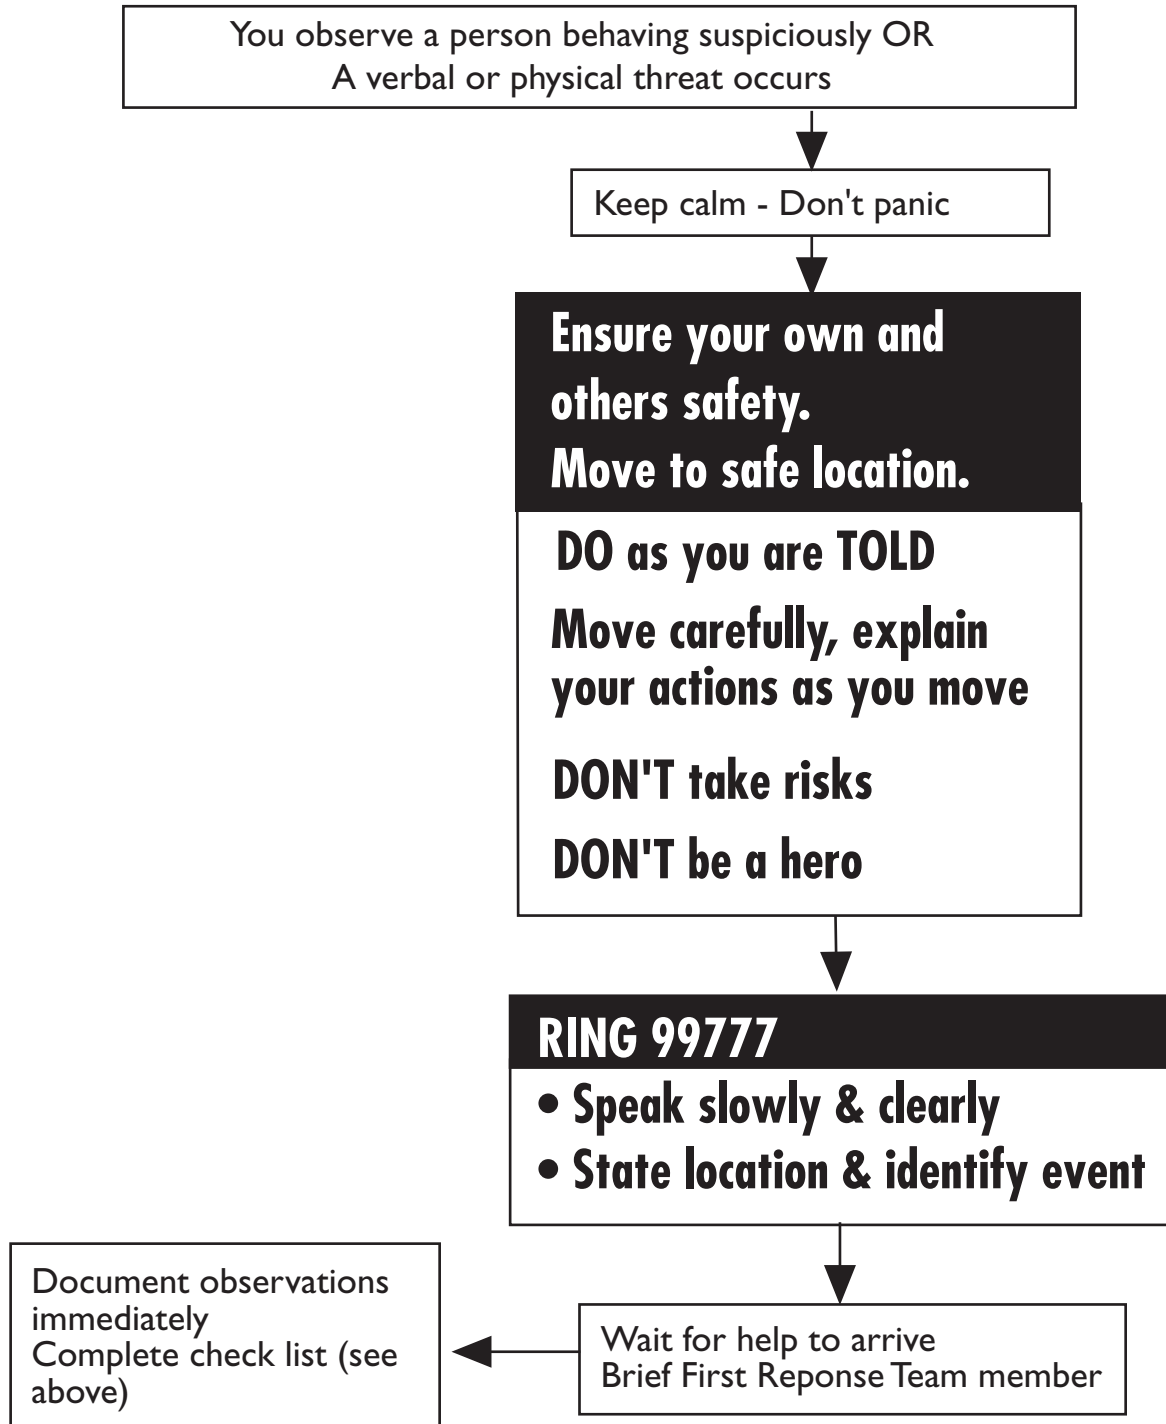 You observe a person behaving suspiciously OR
A verbal or physical threat occurs
Keep calm - Don't panic
Ensure your own and
others safety.
Move to safe location.
DO as you are TOLD
Move carefully, explain
your actions as you move
DON'T take risks
DON'T be a hero
RING 99777
• Speak slowly & clearly
• State location & identify event
Wait for help to arrive
Brief First Reponse Team member
Document observations
immediately
Complete check list (see
above)